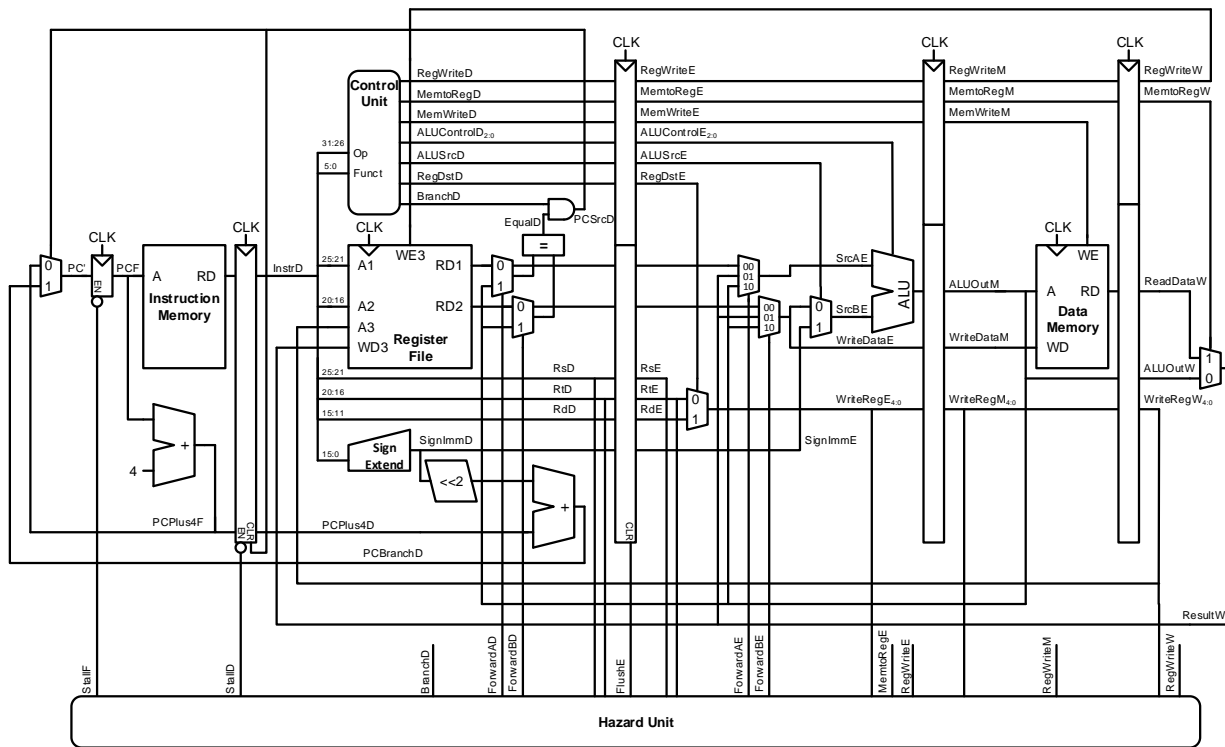 CLK
CLK
CLK
Control
Unit
RegWriteD
RegWriteE
RegWriteM
RegWriteW
MemtoRegD
MemtoRegE
MemtoRegM
MemtoRegW
MemWriteD
MemWriteE
MemWriteM
ALUControlD2:0
ALUControlE2:0
31:26
Op
ALUSrcD
ALUSrcE
5:0
Funct
RegDstD
RegDstE
BranchD
EqualD
PCSrcD
CLK
CLK
CLK
CLK
=
WE3
WE
0
1
PC'
PCF
A
RD
InstrD
25:21
A1
RD1
0
1
00
01
10
SrcAE
ALU
ALUOutM
A
RD
ReadDataW
EN
Instruction
Memory
20:16
A2
RD2
0
1
00
01
10
0
1
SrcBE
Data
Memory
A3
WD3
Register
File
WriteDataE
WriteDataM
WD
1
0
ALUOutW
25:21
RsD
RsE
20:16
RtD
RtE
0
1
WriteRegE4:0
WriteRegM4:0
WriteRegW4:0
15:11
RdD
RdE
+
4
15:0
Sign
Extend
SignImmD
SignImmE
<<2
+
PCPlus4F
EN
CLR
PCPlus4D
CLR
PCBranchD
ResultW
StallF
StallD
BranchD
ForwardAD
ForwardBD
FlushE
ForwardAE
ForwardBE
MemtoRegE
RegWriteE
RegWriteM
RegWriteW
Hazard Unit